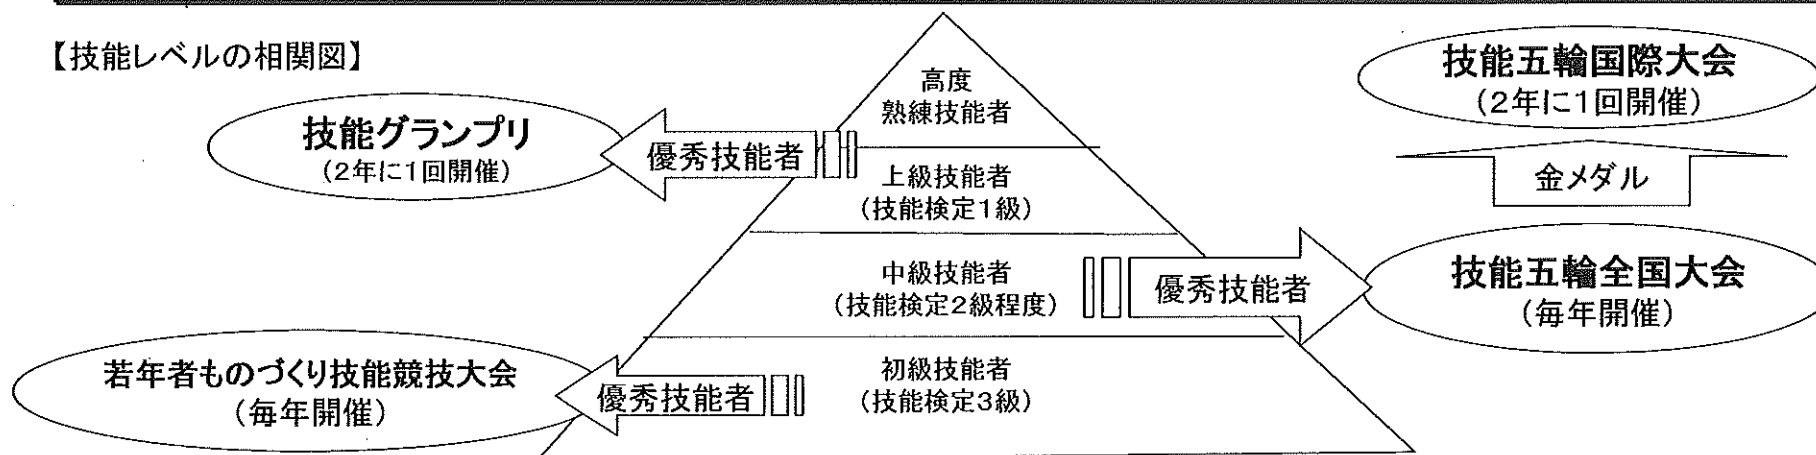 【技能レベルの相関図】
高度
熟練技能者
技能五輪国際大会
(2年に1回開催)
技能グランプリ
(2年に1回開催)
優秀技能者
上級技能者
(技能検定1級)
金メダル
中級技能者
(技能検定2級程度)
優秀技能者
技能五輪全国大会
(毎年開催)
若年者ものづくり技能競技大会
(毎年開催)
優秀技能者
初級技能者
(技能検定3級)